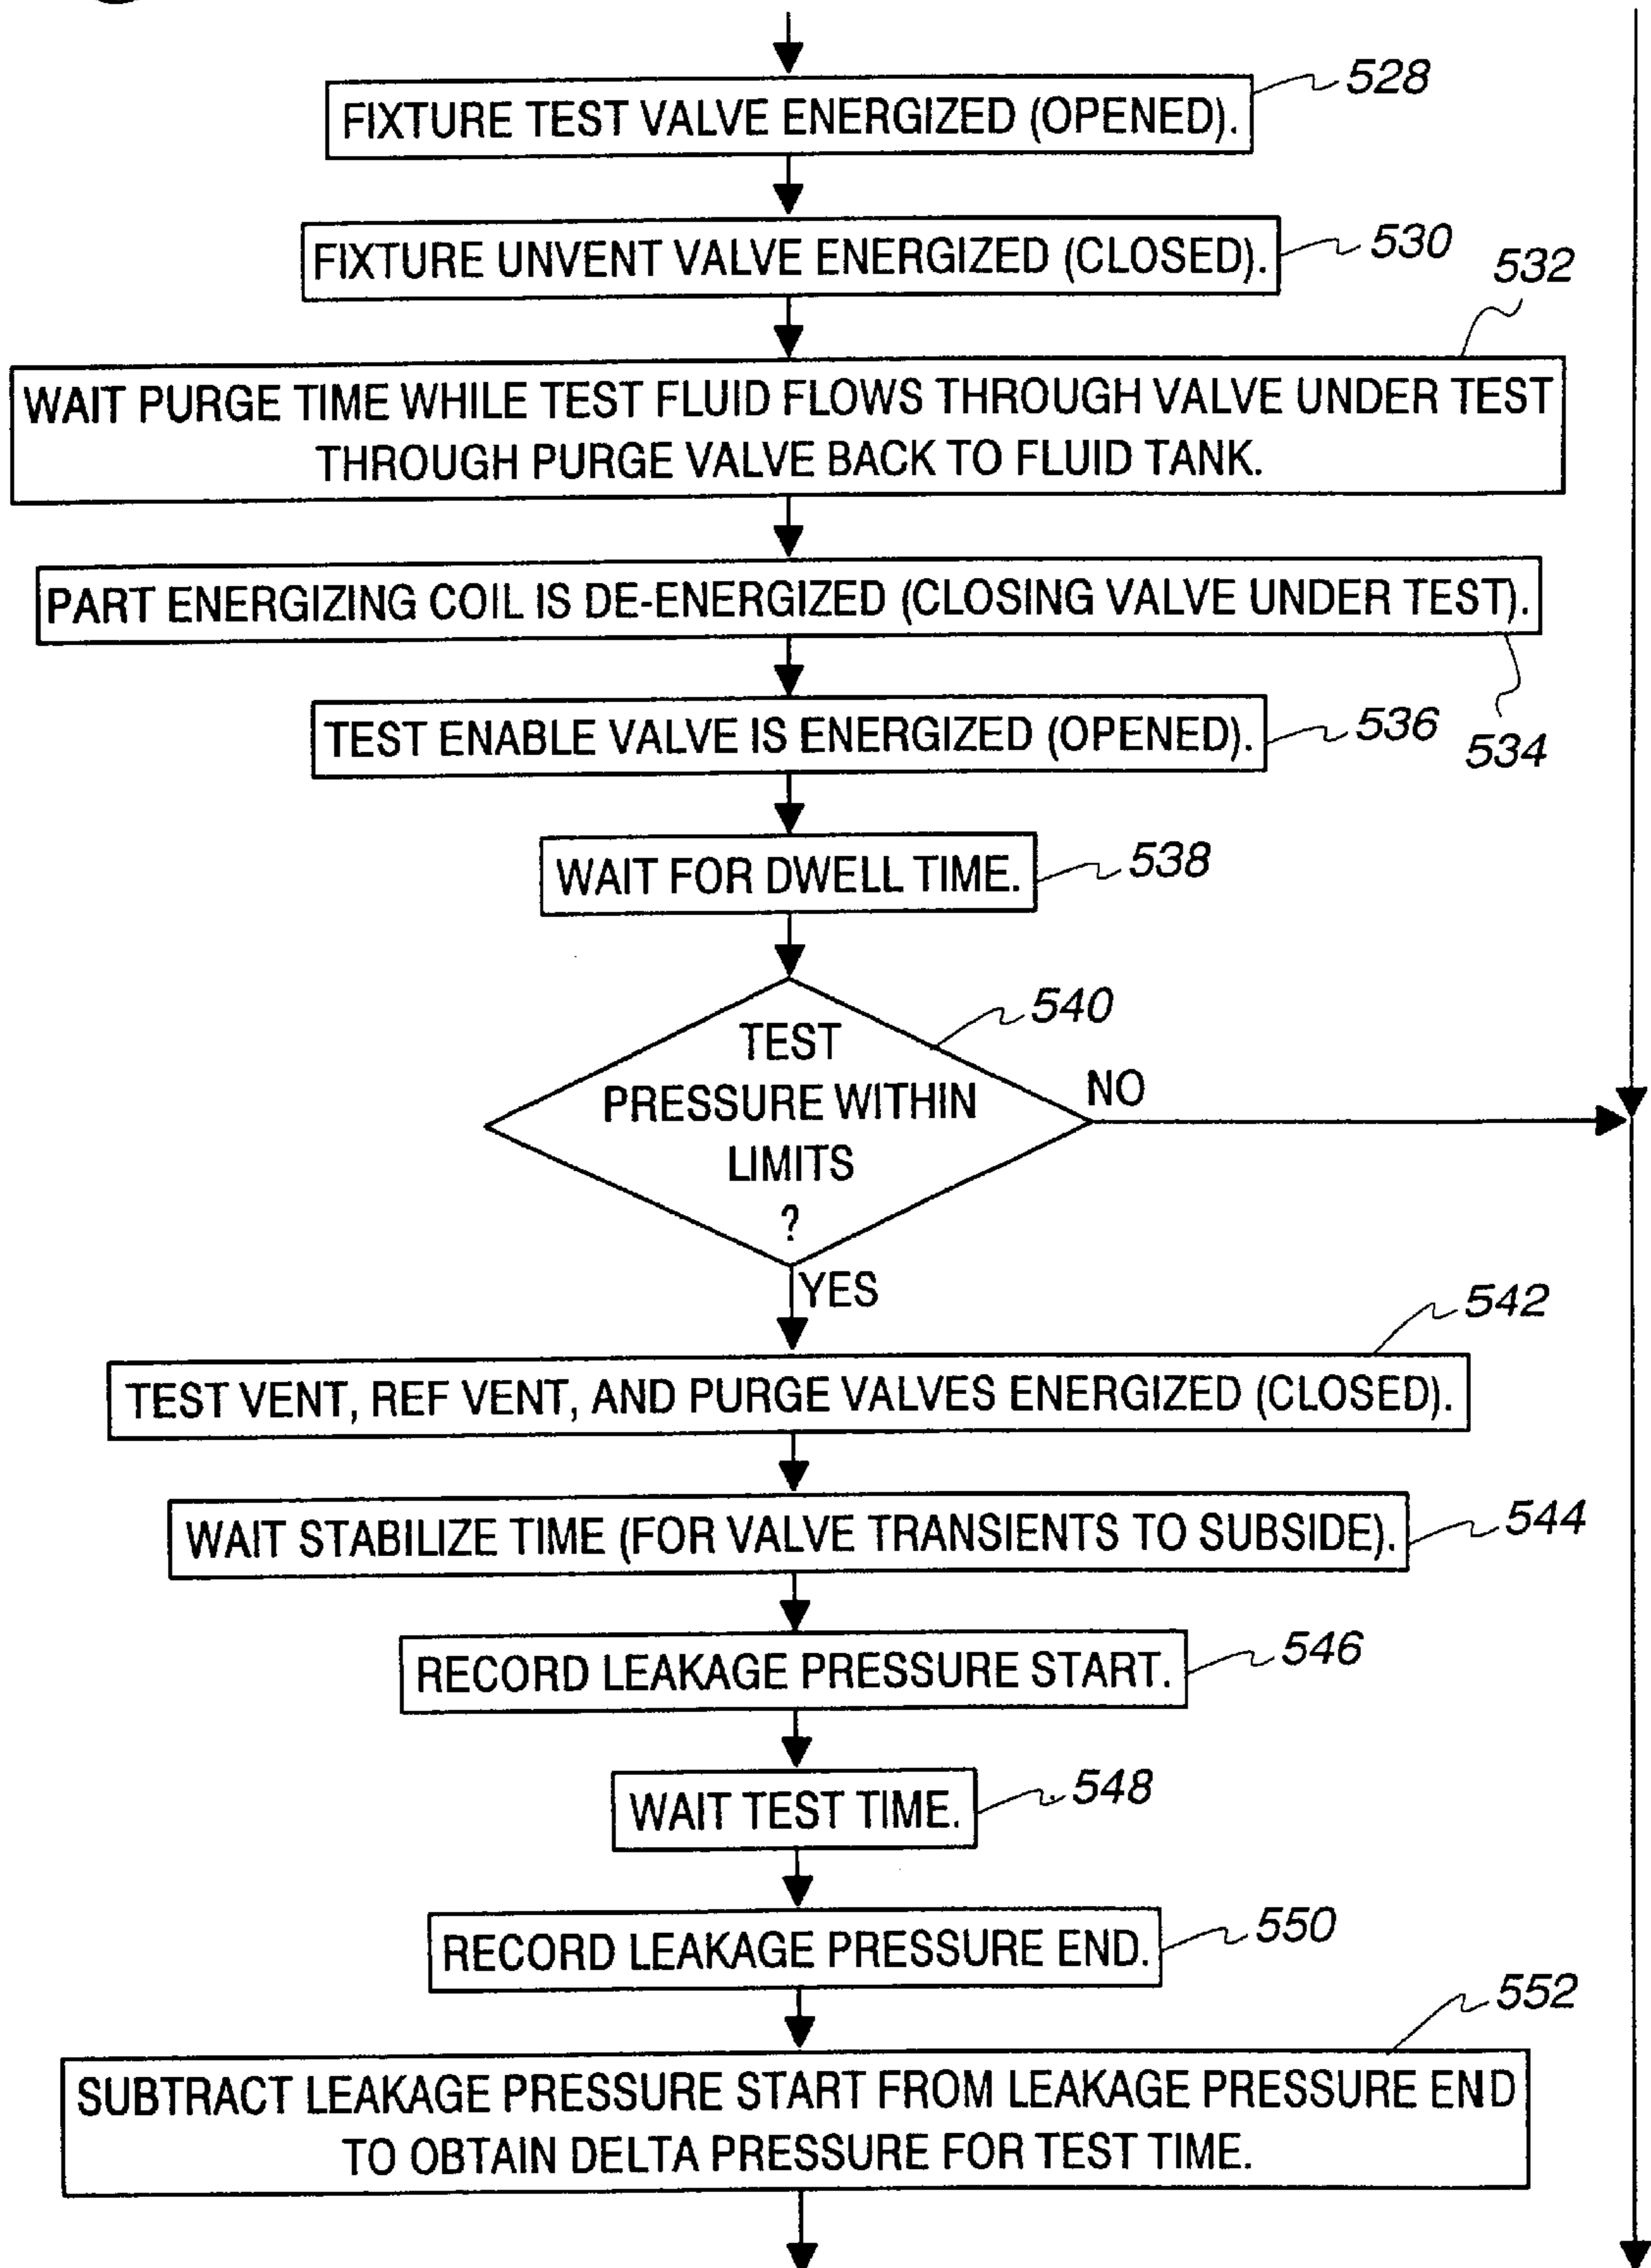 FIXTURE TEST VALVE ENERGIZED (OPENED).
528
FIXTURE UNVENT VALVE ENERGIZED (CLOSED).
530
532
WAIT PURGE TIME WHILE TEST FLUID FLOWS THROUGH VALVE UNDER TEST
THROUGH PURGE VALVE BACK TO FLUID TANK.
PART ENERGIZING COIL IS DE-ENERGIZED (CLOSING VALVE UNDER TEST).
534
TEST ENABLE VALVE IS ENERGIZED (OPENED).
536
WAIT FOR DWELL TIME.
538
540
TEST
PRESSURE WITHIN
LIMITS
?
NO
YES
542
TEST VENT, REF VENT, AND PURGE VALVES ENERGIZED (CLOSED).
WAIT STABILIZE TIME (FOR VALVE TRANSIENTS TO SUBSIDE).
544
RECORD LEAKAGE PRESSURE START.
546
WAIT TEST TIME.
548
RECORD LEAKAGE PRESSURE END.
550
552
SUBTRACT LEAKAGE PRESSURE START FROM LEAKAGE PRESSURE END
TO OBTAIN DELTA PRESSURE FOR TEST TIME.